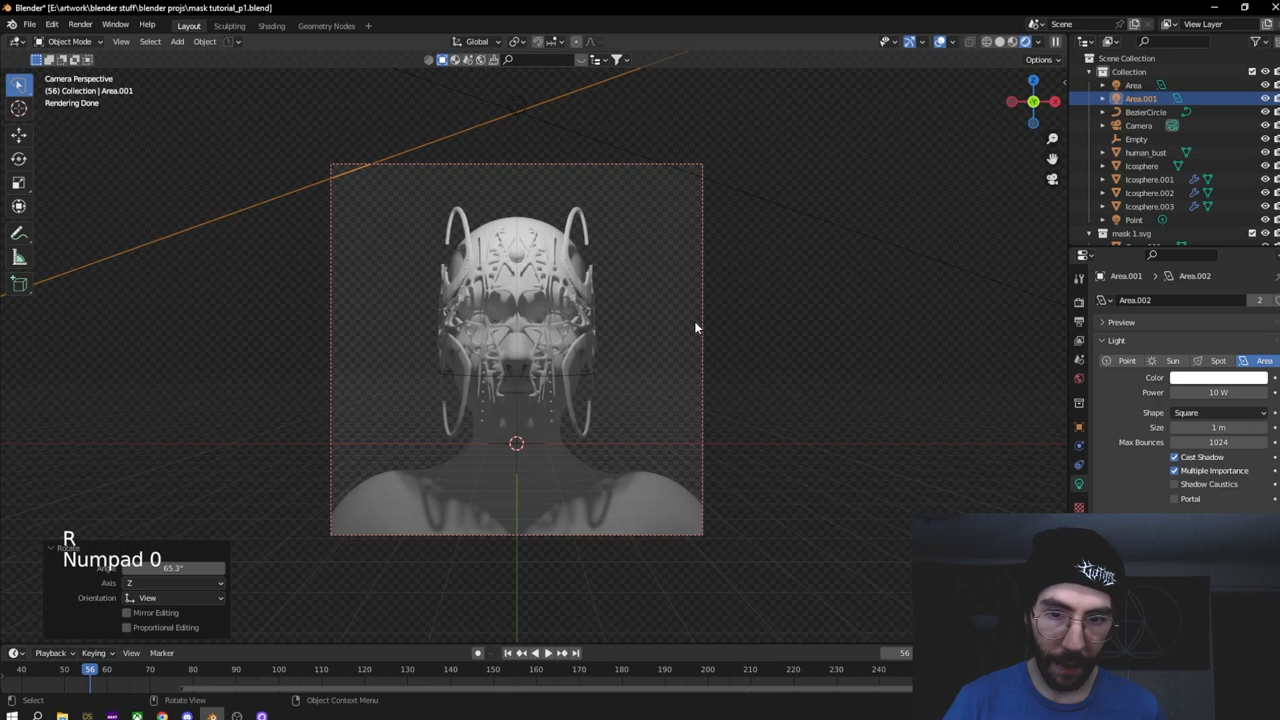 Blender* [E:\artwork\blender stuff\blender projs\mask tutorial_p1.blend]
File Edit Render Window Help Layout Sculpting Shading Geometry Nodes + Scene View Layer
Object Mode View Select Add Object Global
Options
Camera Perspective
(56) Collection | Area.001
Rendering Done
Scene Collection
Collection
Area
Area.001
BezierCircle
Camera
Empty
human_bust
Icosphere
Icosphere.001
Icosphere.002
Icosphere.003
Point
mask 1.svg
Area.001 > Area.002
Area.002 2
Preview
Light
Point Sun Spot Area
Color
Power 10 W
Shape Square
Size 1 m
Max Bounces 1024
Cast Shadow
Multiple Importance
Shadow Caustics
Portal
R
Numpad 0
Rotate
Angle 65.3°
Axis Z
Orientation View
Mirror Editing
Proportional Editing
Playback Keying View Marker 56
40 50 56 60 70 80 90 100 110 120 130 140 150 160 170 180 190 200 210 220 230 240
Select Rotate View Object Context Menu